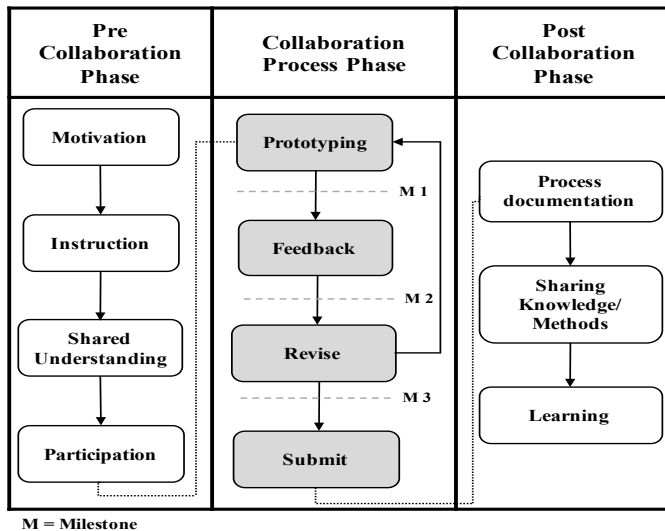 Pre
Collaboration
Phase
Collaboration
Process Phase
Post
Collaboration
Phase
Motivation
Instruction
Shared
Understanding
Participation
Prototyping
M 1
Feedback
M 2
Revise
M 3
Submit
Process
documentation
Sharing
Knowledge/
Methods
Learning
M = Milestone